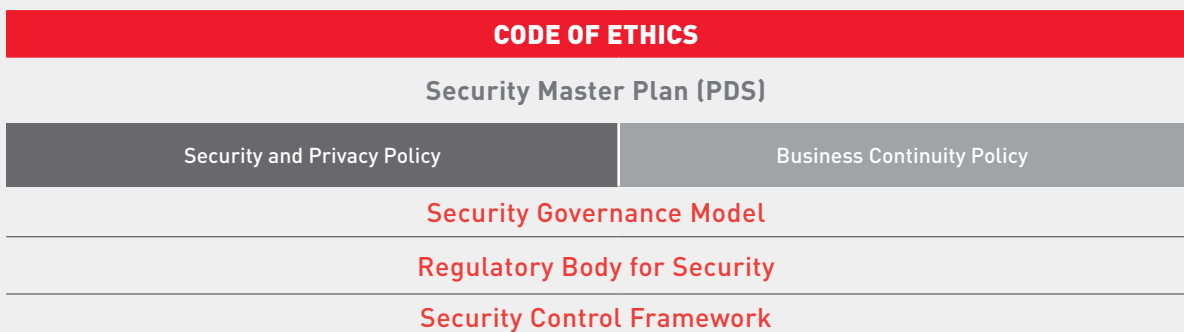 CODE OF ETHICS
Security Master Plan (PDS)
Security and Privacy Policy
Business Continuity Policy
Security Governance Model
Regulatory Body for Security
Security Control Framework